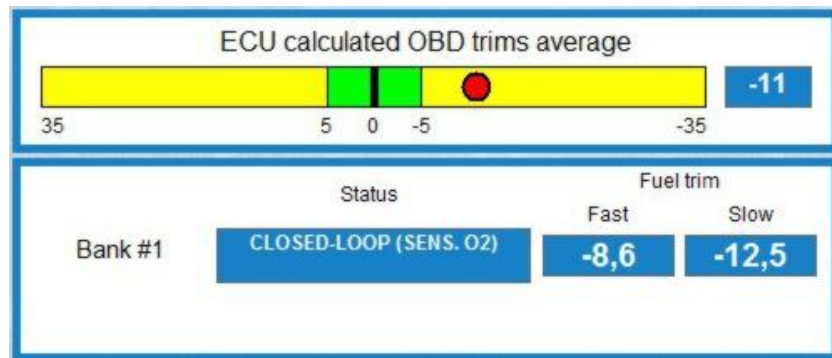 ECU calculated OBD trims average
-11
35 5 0 -5 -35
Status Fuel trim
Fast Slow
Bank #1 CLOSED-LOOP (SENS. O2) -8,6 -12,5